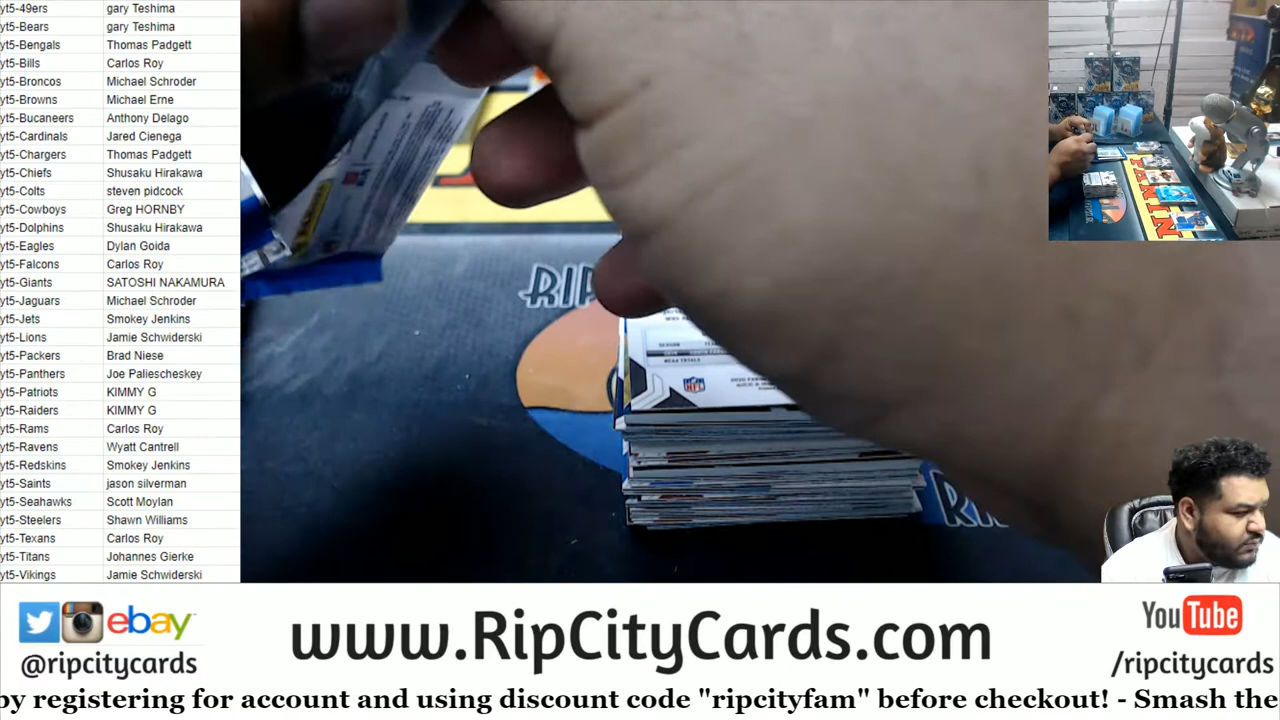 yt5-49ers gary Teshima
yt5-Bears gary Teshima
yt5-Bengals Thomas Padgett
yt5-Bills Carlos Roy
yt5-Broncos Michael Schroder
yt5-Browns Michael Erne
yt5-Bucaneers Anthony Delago
yt5-Cardinals Jared Cienega
yt5-Chargers Thomas Padgett
yt5-Chiefs Shusaku Hirakawa
yt5-Colts steven pidcock
yt5-Cowboys Greg HORNBY
yt5-Dolphins Shusaku Hirakawa
yt5-Eagles Dylan Goida
yt5-Falcons Carlos Roy
yt5-Giants SATOSHI NAKAMURA
yt5-Jaguars Michael Schroder
yt5-Jets Smokey Jenkins
yt5-Lions Jamie Schwiderski
yt5-Packers Brad Niese
yt5-Panthers Joe Paliescheskey
yt5-Patriots KIMMY G
yt5-Raiders KIMMY G
yt5-Rams Carlos Roy
yt5-Ravens Wyatt Cantrell
yt5-Redskins Smokey Jenkins
yt5-Saints jason silverman
yt5-Seahawks Scott Moylan
yt5-Steelers Shawn Williams
yt5-Texans Carlos Roy
yt5-Titans Johannes Gierke
yt5-Vikings Jamie Schwiderski
RIP
SEASON
NCAA TOTALS
NFL
PANINI
ebay
@ripcitycards
www.RipCityCards.com
YouTube
/ripcitycards
by registering for account and using discount code "ripcityfam" before checkout! - Smash the